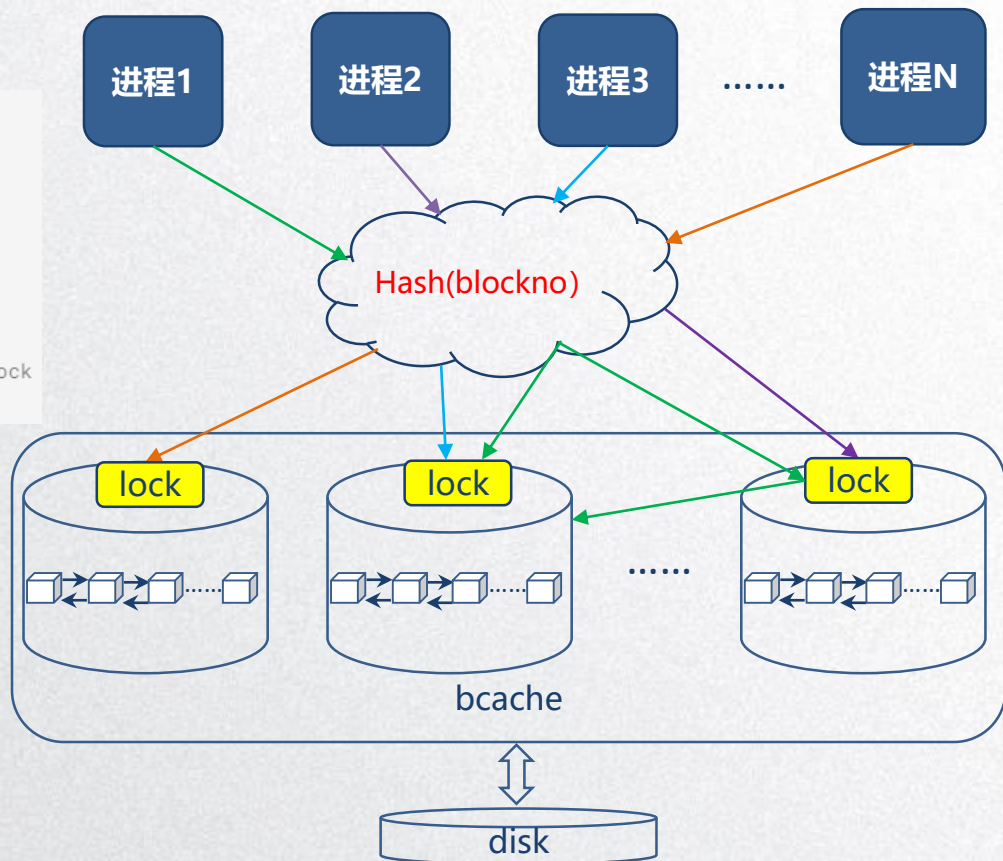 进程1
进程2
进程3
……
进程N
Hash(blockno）
ock
lock
lock
lock
……
……
……
……
bcache
disk